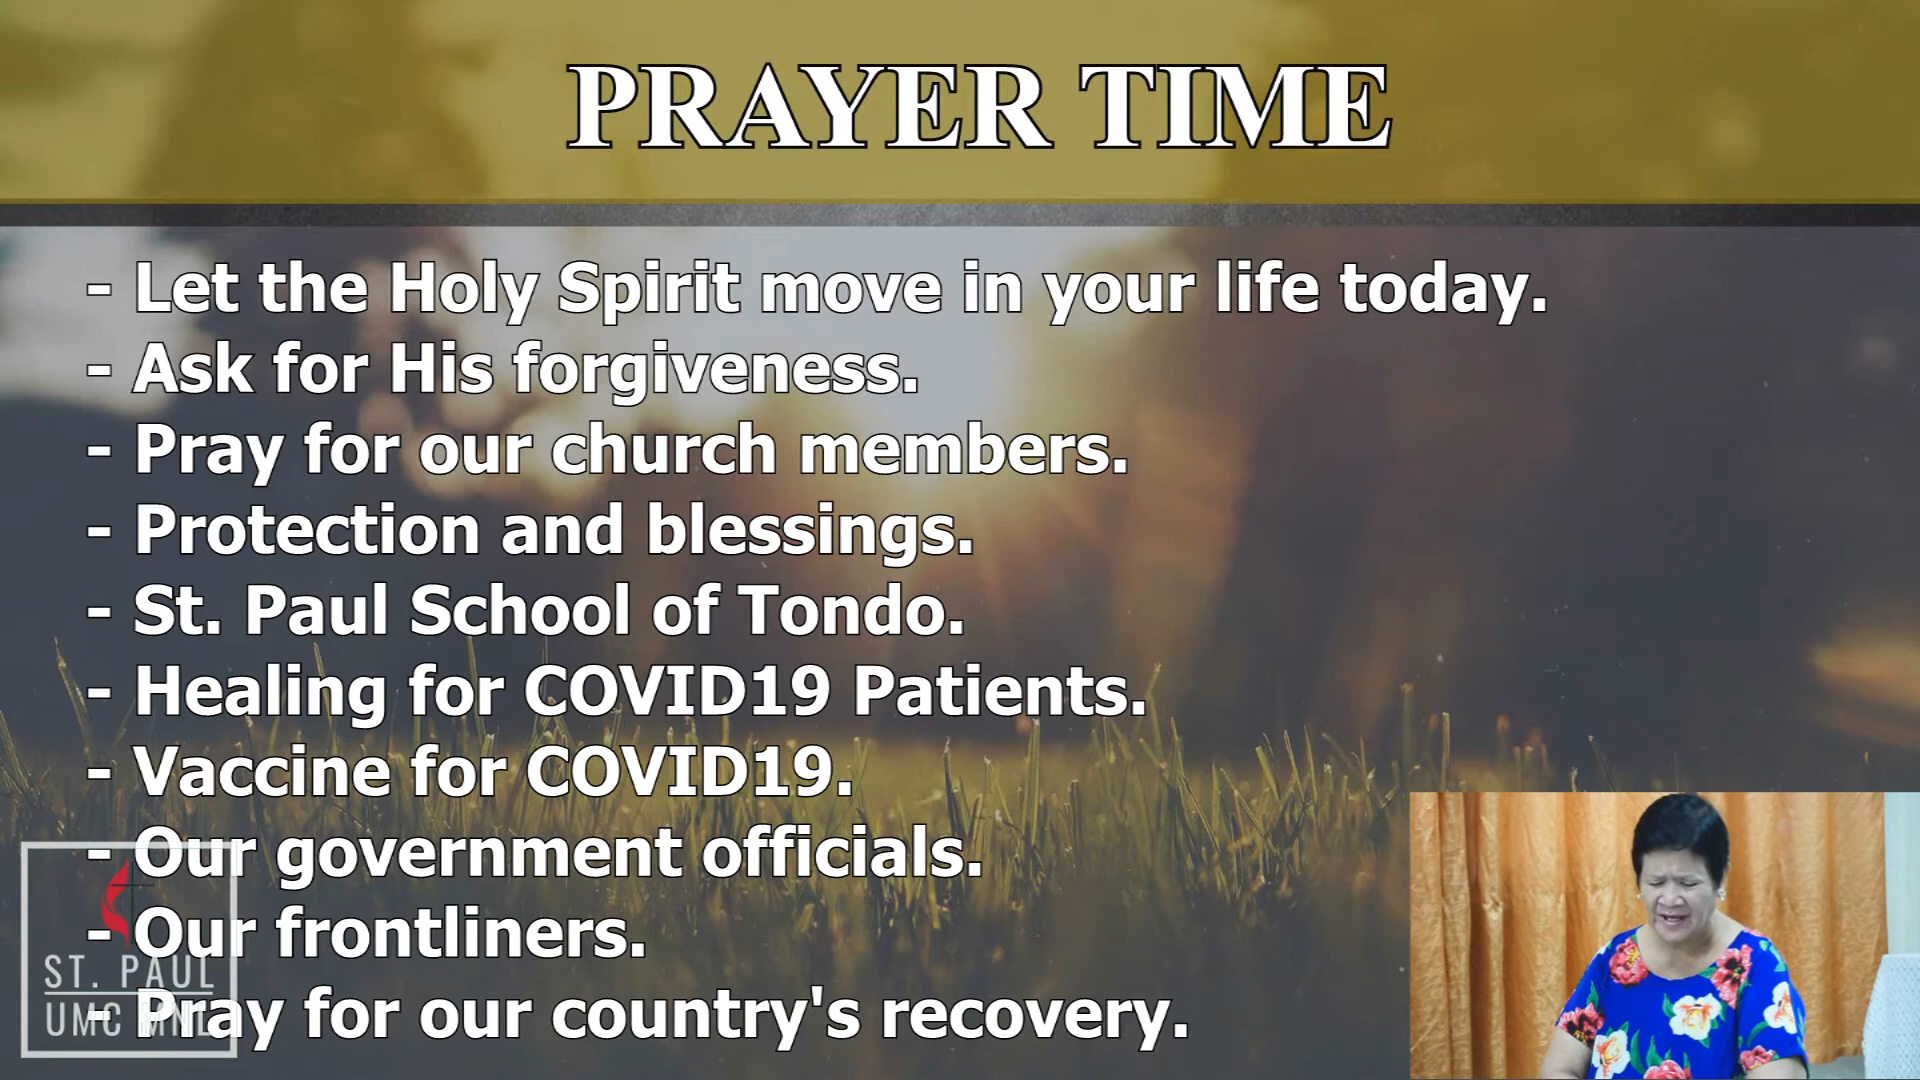 PRAYER TIME
- Let the Holy Spirit move in your life today.
- Ask for His forgiveness.
- Pray for our church members.
- Protection and blessings.
- St. Paul School of Tondo.
- Healing for COVID19 Patients.
- Vaccine for COVID19.
- Our government officials.
- Our frontliners.
- Pray for our country's recovery.
ST. PAUL
UMC MNL